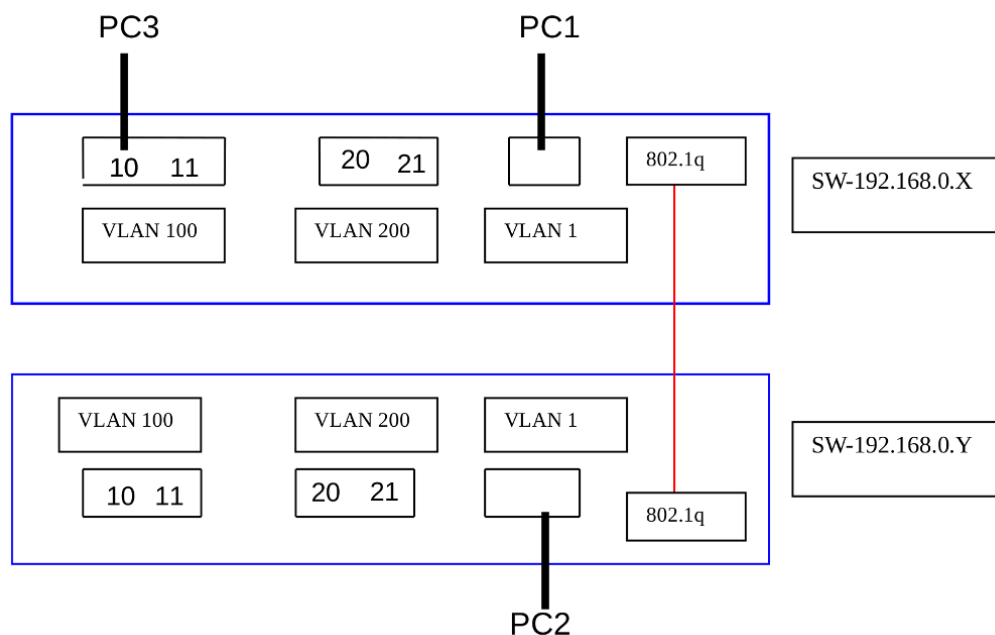 PC3 PC1
10 11 20 21 802.1q
SW-192.168.0.X
VLAN 100 VLAN 200 VLAN 1
VLAN 100 VLAN 200 VLAN 1
SW-192.168.0.Y
10 11 20 21 802.1q
PC2